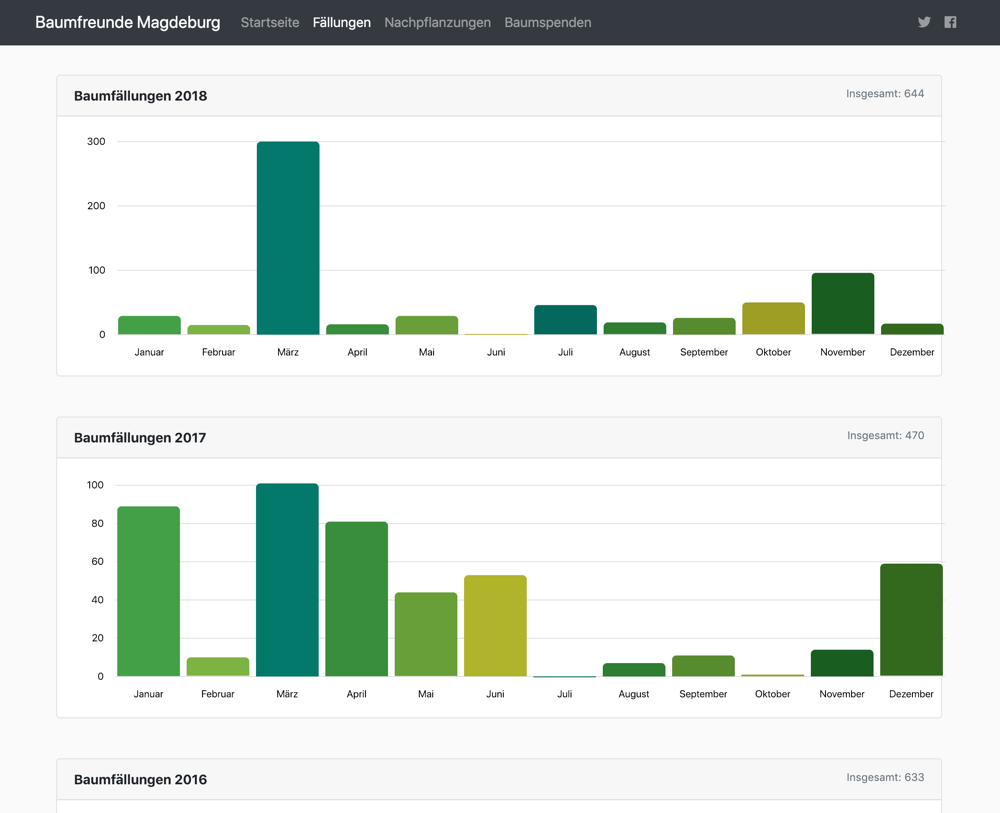 Baumfreunde Magdeburg Startseite Fällungen Nachpflanzungen Baumspenden
Baumfällungen 2018 Insgesamt: 644
300
200
100
0
Januar Februar März April Mai Juni Juli August September Oktober November Dezember
Baumfällungen 2017 Insgesamt: 470
100
80
60
40
20
0
Januar Februar März April Mai Juni Juli August September Oktober November Dezember
Baumfällungen 2016 Insgesamt: 633